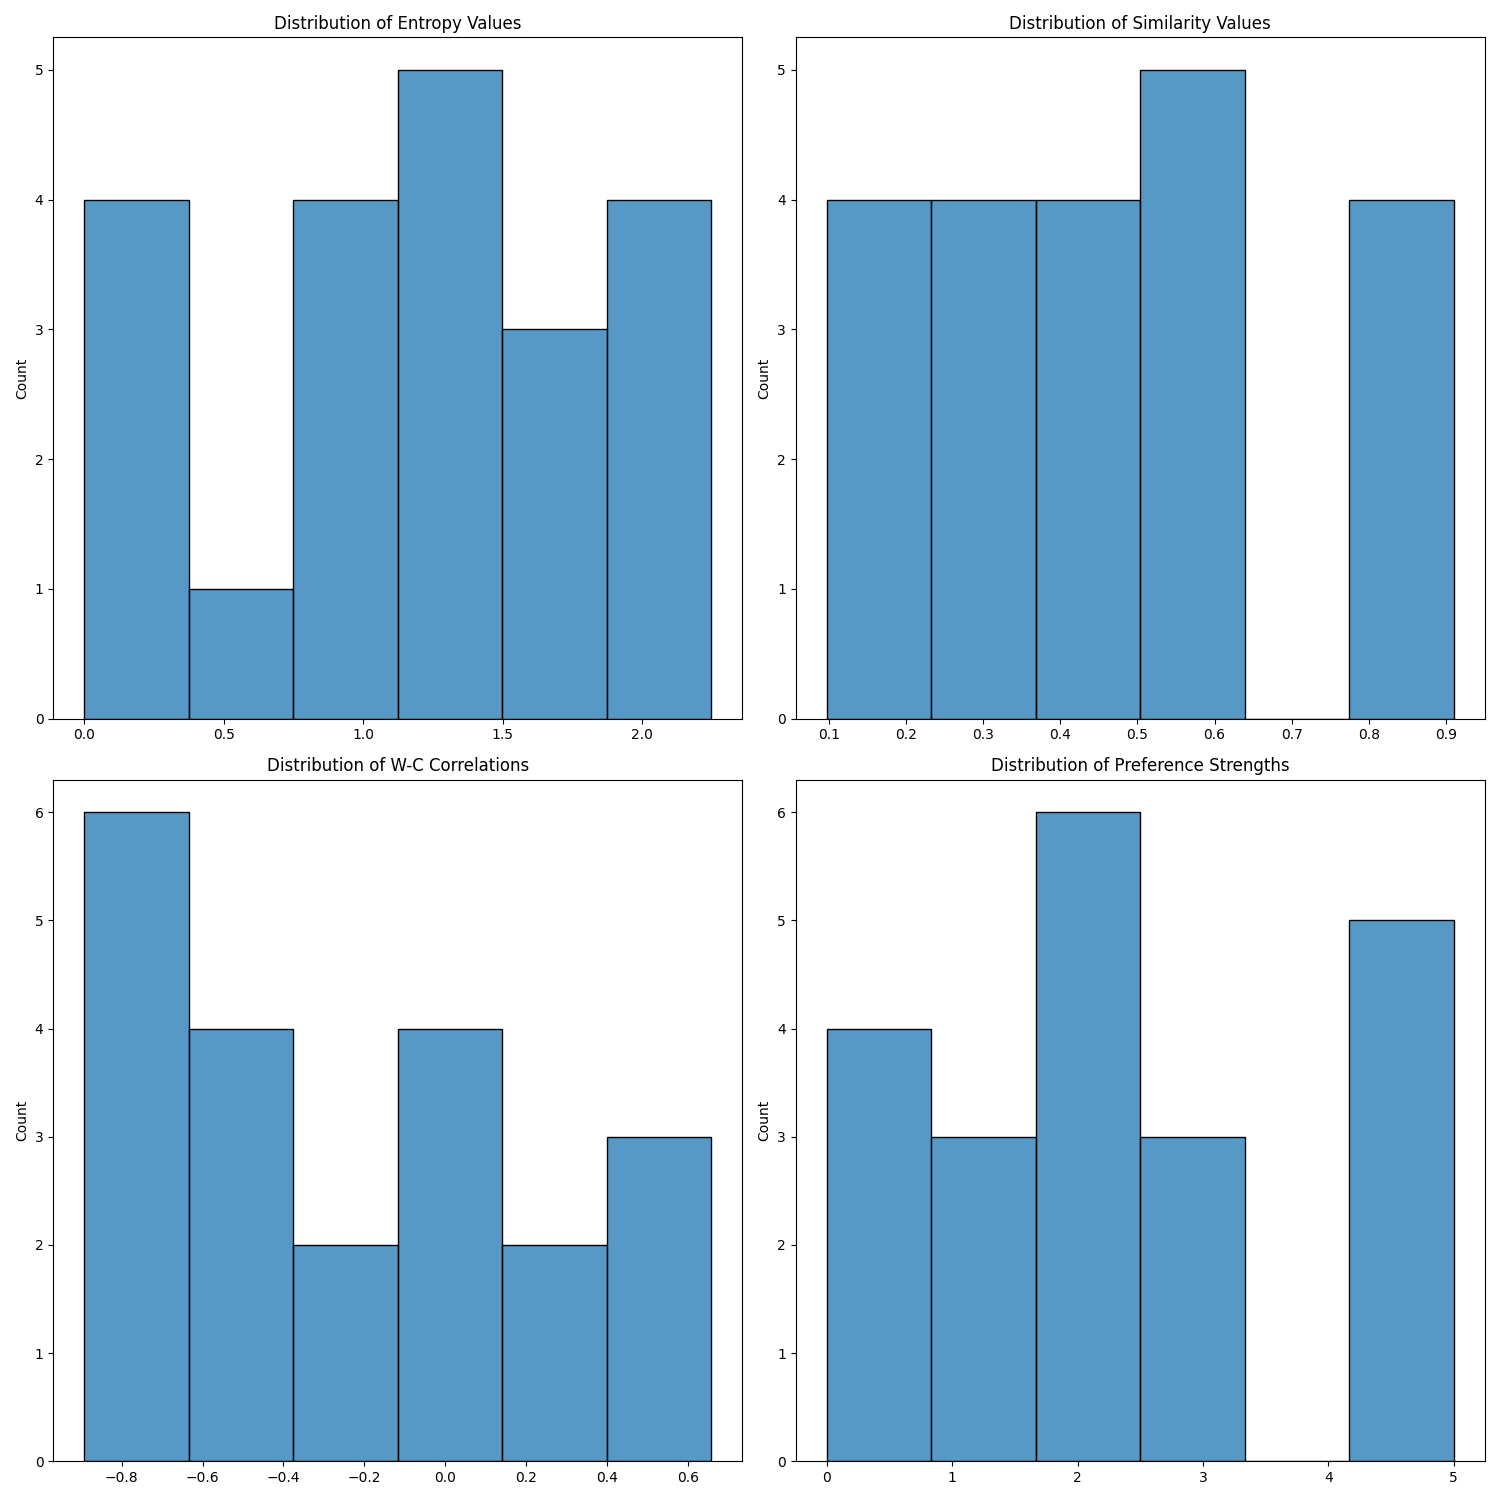 Distribution of Entropy Values
Count
5
4
3
2
1
0
0.0 0.5 1.0 1.5 2.0
Distribution of Similarity Values
Count
5
4
3
2
1
0
0.1 0.2 0.3 0.4 0.5 0.6 0.7 0.8 0.9
Distribution of W-C Correlations
Count
6
5
4
3
2
1
0
−0.8 −0.6 −0.4 −0.2 0.0 0.2 0.4 0.6
Distribution of Preference Strengths
Count
6
5
4
3
2
1
0
0 1 2 3 4 5